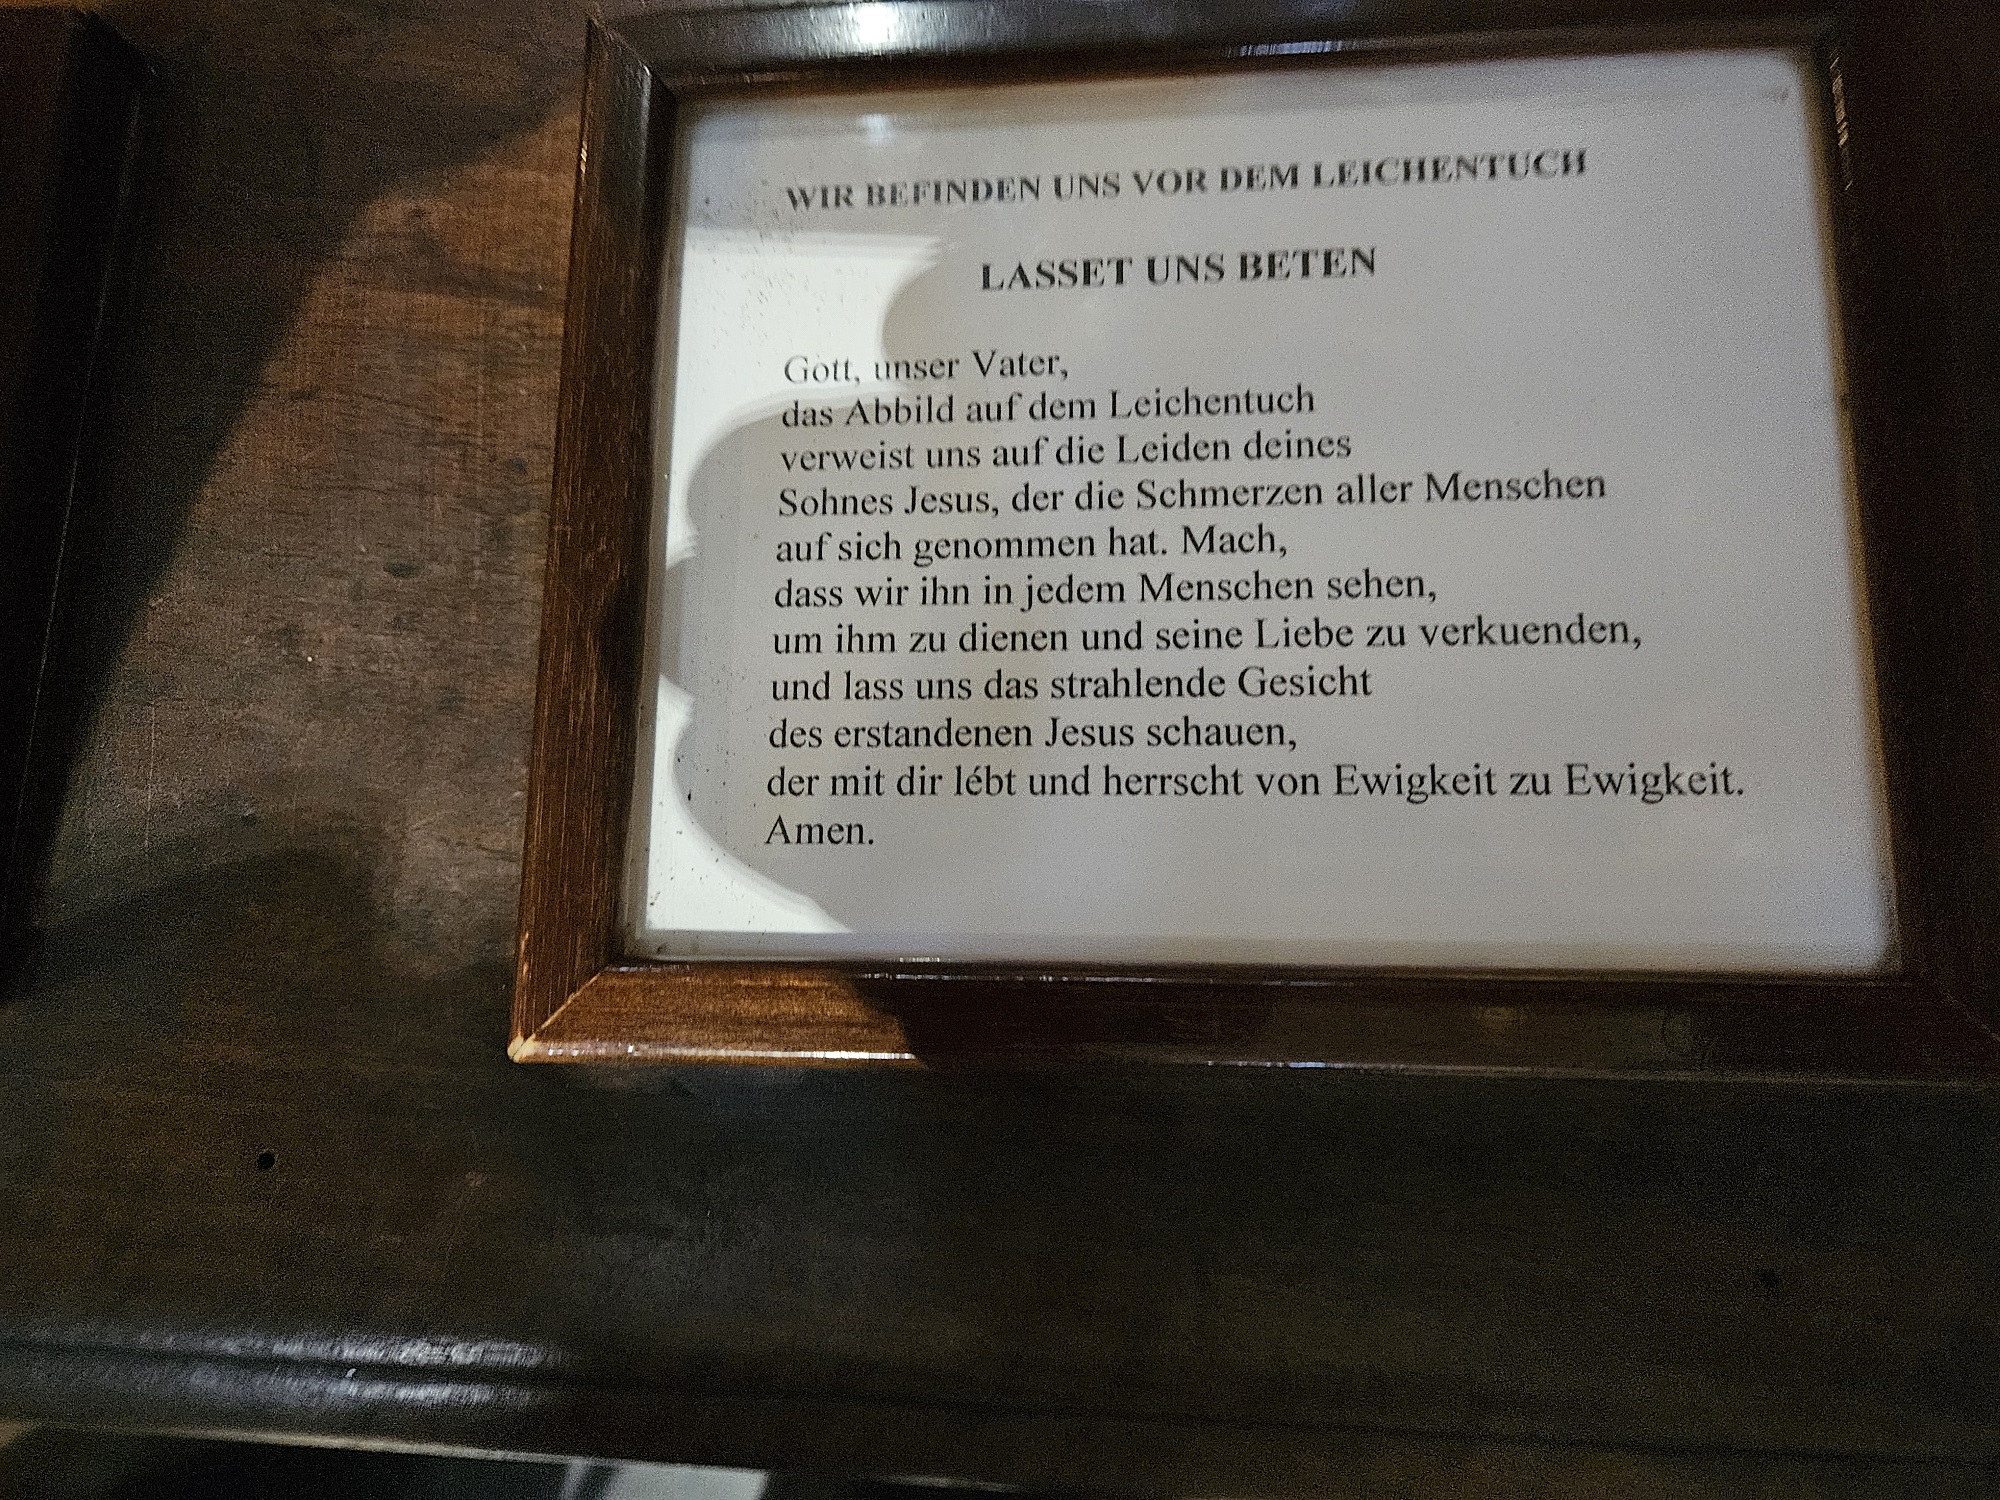 WIR BEFINDEN UNS VOR DEM LEICHENTUCH
LASSET UNS BETEN
Gott, unser Vater,
das Abbild auf dem Leichentuch
verweist uns auf die Leiden deines
Sohnes Jesus, der die Schmerzen aller Menschen
auf sich genommen hat. Mach,
dass wir ihn in jedem Menschen sehen,
um ihm zu dienen und seine Liebe zu verkuenden,
und lass uns das strahlende Gesicht
des erstandenen Jesus schauen,
der mit dir lébt und herrscht von Ewigkeit zu Ewigkeit.
Amen.